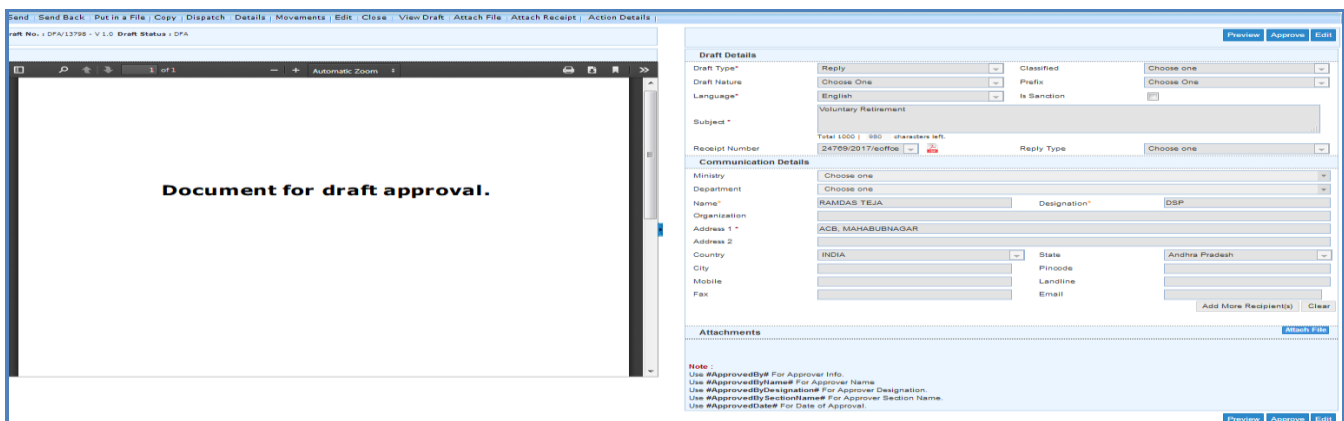 Send Send Back Put in a File Copy Dispatch Details Movements Edit Close View Draft Attach File Attach Receipt Action Details
raft No. : DFA/13798 - V 1.0 Draft Status : DFA
Preview Approve Edit
1 of 1
Automatic Zoom
Document for draft approval.
Draft Details
Draft Type* Reply Classified Choose one
Draft Nature Choose One Prefix Choose One
Language* English Is Sanction
Subject * Voluntary Retirement
Total 1000 | 980 characters left.
Receipt Number 24769/2017/eoffce Reply Type Choose one
Communication Details
Ministry Choose one
Department Choose one
Name* RAMDAS TEJA Designation* DSP
Organization
Address 1 * ACB, MAHABUBNAGAR
Address 2
Country INDIA State Andhra Pradesh
City Pincode
Mobile Landline
Fax Email
Add More Recipient(s) Clear
Attachments Attach File
Note :
Use #ApprovedBy# For Approver Info.
Use #ApprovedByName# For Approver Name
Use #ApprovedByDesignation# For Approver Designation.
Use #ApprovedBySectionName# For Approver Section Name.
Use #ApprovedDate# For Date of Approval.
Preview Approve Edit